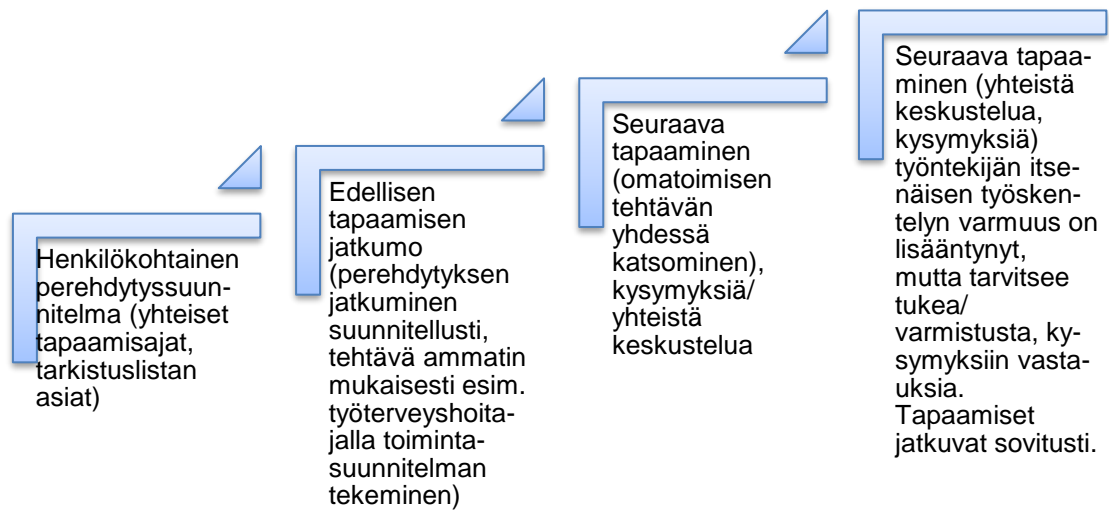 Henkilökohtainen
perehdytyssuun-
nitelma (yhteiset
tapaamisajat,
tarkistuslistan
asiat)
Edellisen
tapaamisen
jatkumo
(perehdytyksen
jatkuminen
suunnitellusti,
tehtävä ammatin
mukaisesti esim.
työterveyshoita-
jalla toiminta-
suunnitelman
tekeminen)
Seuraava
tapaaminen
(omatoimisen
tehtävän
yhdessä
katsominen),
kysymyksiä/
yhteistä
keskustelua
Seuraava tapaa-
minen (yhteistä
keskustelua,
kysymyksiä)
työntekijän itse-
näisen työsken-
telyn varmuus on
lisääntynyt,
mutta tarvitsee
tukea/
varmistusta, ky-
symyksiin vasta-
uksia.
Tapaamiset
jatkuvat sovitusti.